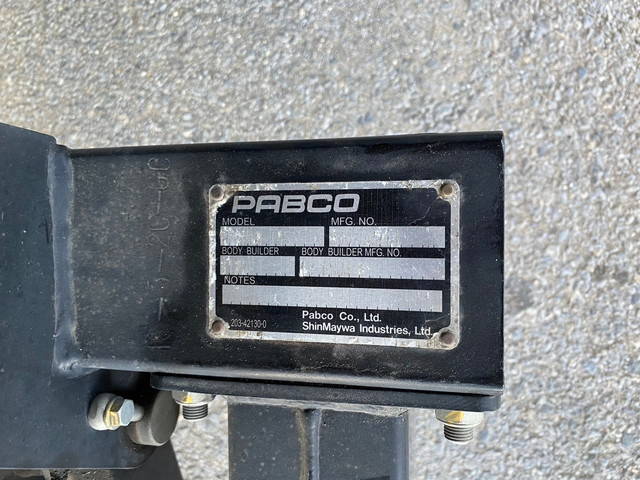 PABCO
MODEL MFG. NO.
BODY BUILDER BODY BUILDER MFG. NO.
NOTES
203-42130-0
Pabco Co., Ltd.
ShinMaywa Industries, Ltd.